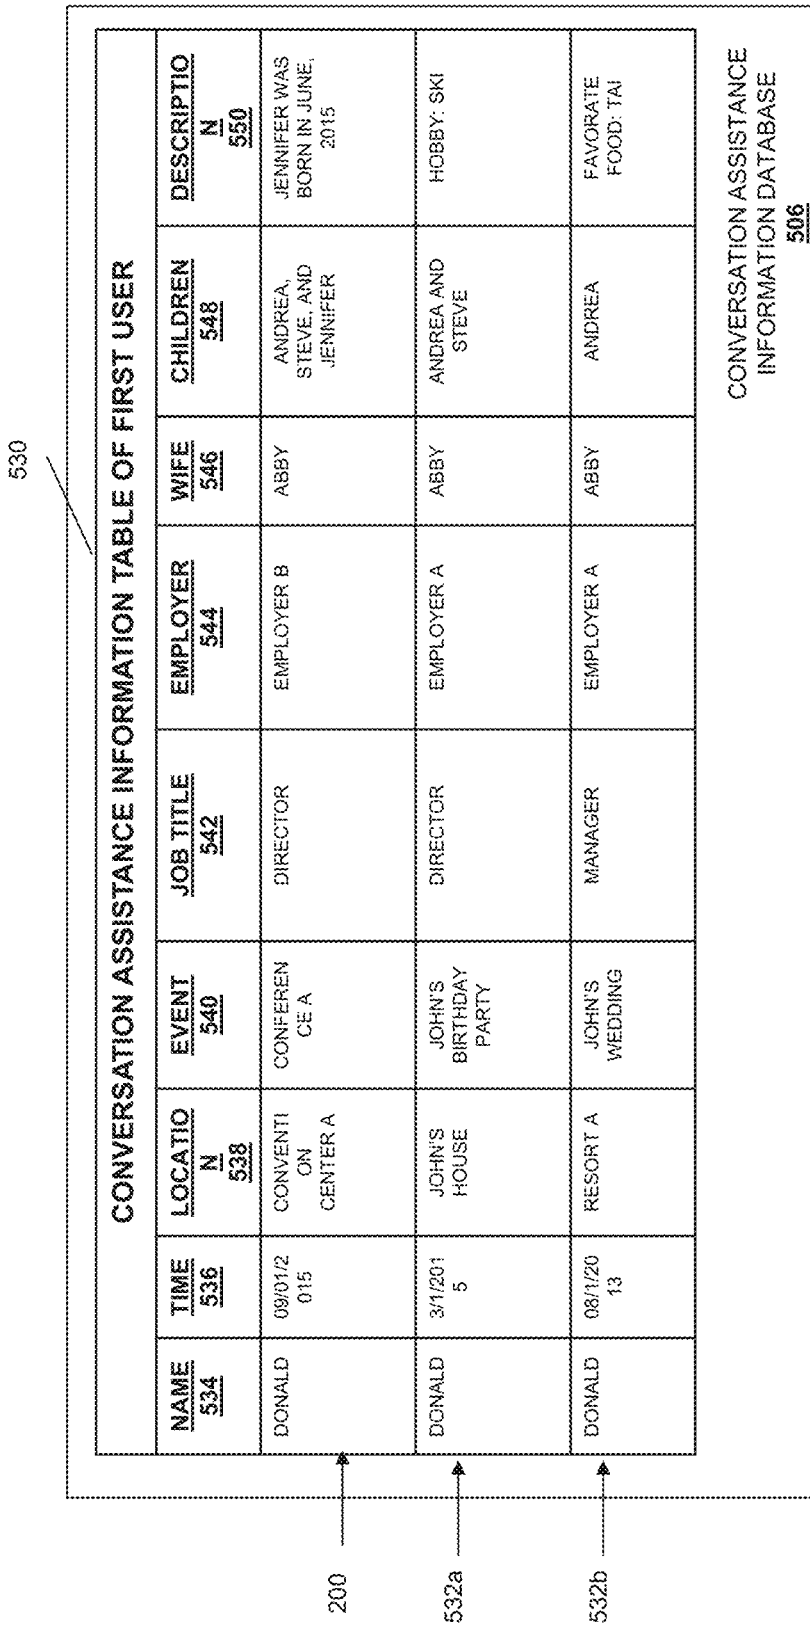 530
CONVERSATION ASSISTANCE INFORMATION TABLE OF FIRST USER
NAME
534
TIME
536
LOCATIO
N
538
EVENT
540
JOB TITLE
542
EMPLOYER
544
WIFE
546
CHILDREN
548
DESCRIPTIO
N
550
200
DONALD
09/01/2
015
CONVENTI
ON
CENTER A
CONFEREN
CE A
DIRECTOR
EMPLOYER B
ABBY
ANDREA,
STEVE, AND
JENNIFER
JENNIFER WAS
BORN IN JUNE,
2015
532a
DONALD
3/1/201
5
JOHN'S
HOUSE
JOHN'S
BIRTHDAY
PARTY
DIRECTOR
EMPLOYER A
ABBY
ANDREA AND
STEVE
HOBBY: SKI
532b
DONALD
08/1/20
13
RESORT A
JOHN'S
WEDDING
MANAGER
EMPLOYER A
ABBY
ANDREA
FAVORATE
FOOD: TAI
CONVERSATION ASSISTANCE
INFORMATION DATABASE
506